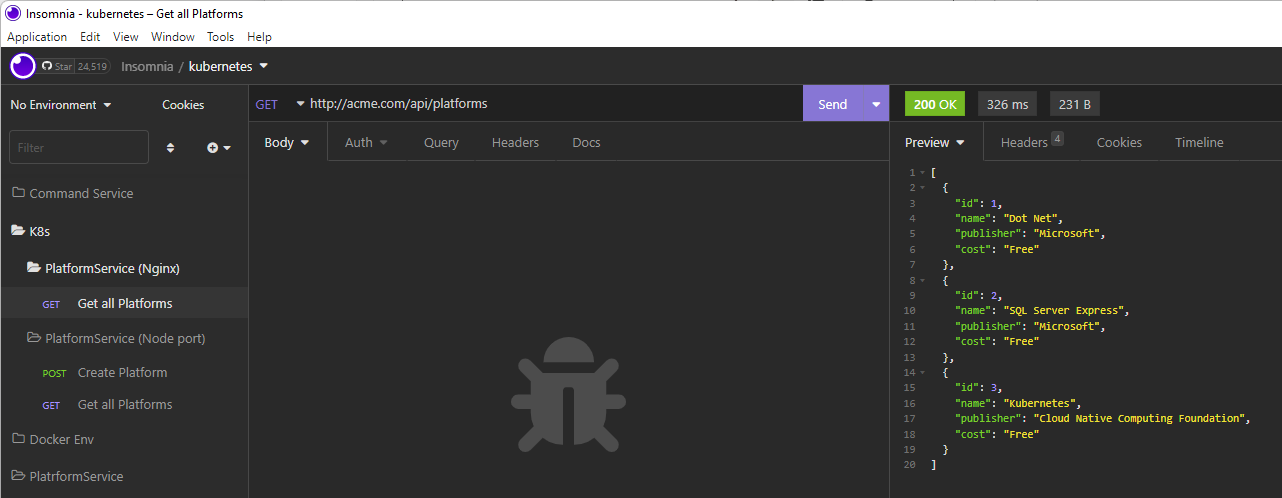 Insomnia - kubernetes – Get all Platforms
Application Edit View Window Tools Help
Star 24,519 Insomnia / kubernetes
No Environment Cookies
Filter
Command Service
K8s
PlatformService (Nginx)
GET Get all Platforms
PlatformService (Node port)
POST Create Platform
GET Get all Platforms
Docker Env
PlatrformService
GET http://acme.com/api/platforms Send
Body Auth Query Headers Docs
200 OK 326 ms 231 B
Preview Headers 4 Cookies Timeline
1 [
2 {
3 "id": 1,
4 "name": "Dot Net",
5 "publisher": "Microsoft",
6 "cost": "Free"
7 },
8 {
9 "id": 2,
10 "name": "SQL Server Express",
11 "publisher": "Microsoft",
12 "cost": "Free"
13 },
14 {
15 "id": 3,
16 "name": "Kubernetes",
17 "publisher": "Cloud Native Computing Foundation",
18 "cost": "Free"
19 }
20 ]